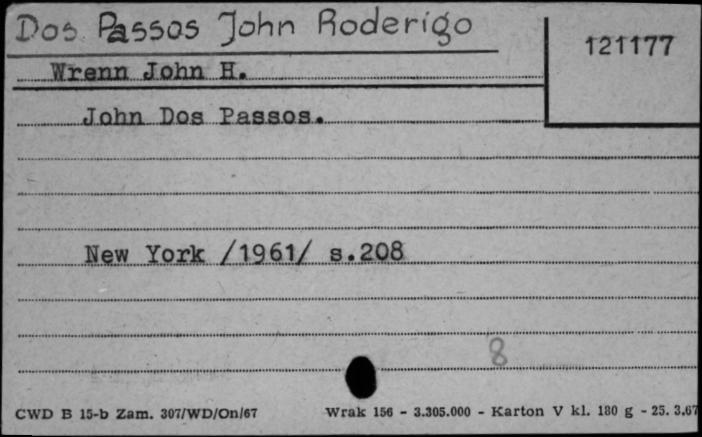 Dos Passos John Roderigo
121177
Wrenn John H.
John Dos Passos.
New York /1961/ s.208
8
CWD B 15-b Zam. 307/WD/On/67 Wrak 156 - 3.305.000 - Karton V kl. 180 g - 25. 3.67